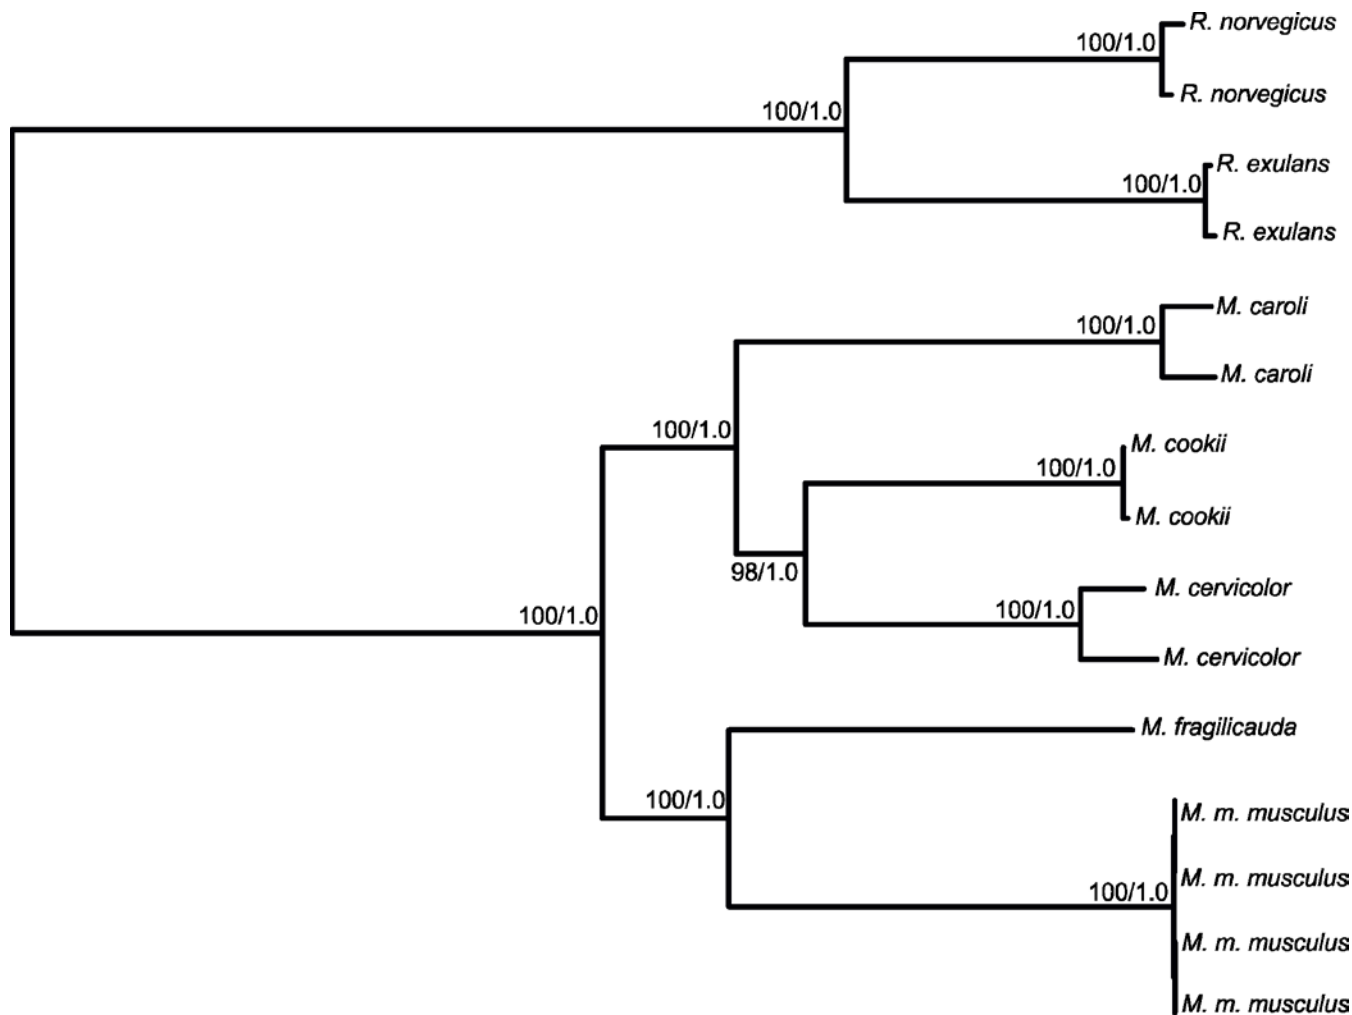 R. norvegicus
100/1.0
R. norvegicus
100/1.0
R. exulans
100/1.0
R. exulans
M. caroli
100/1.0
M. caroli
100/1.0
M. cookii
100/1.0
M. cookii
98/1.0
M. cervicolor
100/1.0
100/1.0
M. cervicolor
M. fragilicauda
100/1.0
M. m. musculus
M. m. musculus
100/1.0
M. m. musculus
M. m. musculus